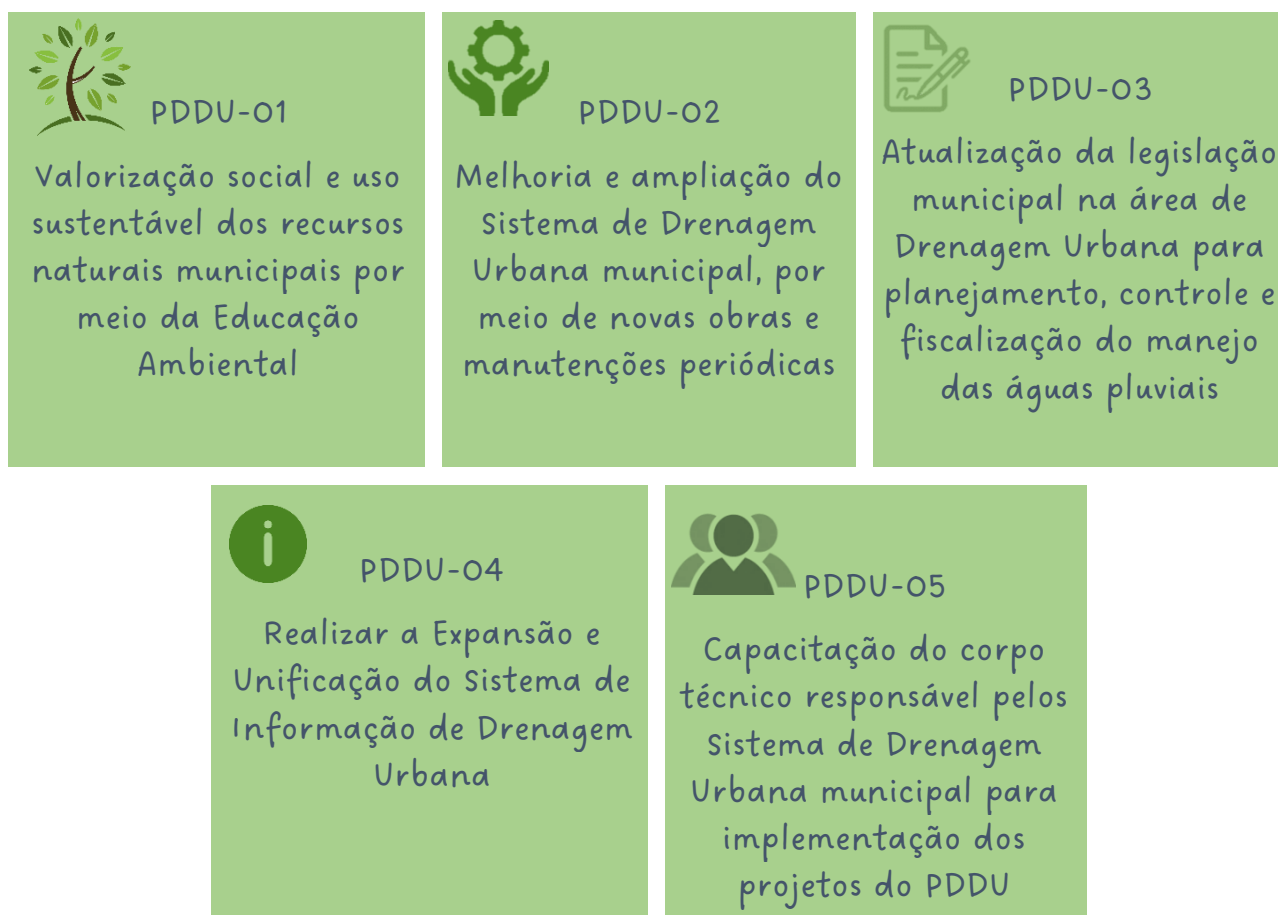 PDDU-01
Valorização social e uso
sustentável dos recursos
naturais municipais por
meio da Educação
Ambiental
PDDU-02
Melhoria e ampliação do
Sistema de Drenagem
Urbana municipal, por
meio de novas obras e
manutenções periódicas
PDDU-03
Atualização da legislação
municipal na área de
Drenagem Urbana para
planejamento, controle e
fiscalização do manejo
das águas pluviais
PDDU-04
Realizar a Expansão e
Unificação do Sistema de
Informação de Drenagem
Urbana
PDDU-05
Capacitação do corpo
técnico responsável pelos
Sistema de Drenagem
Urbana municipal para
implementação dos
projetos do PDDU